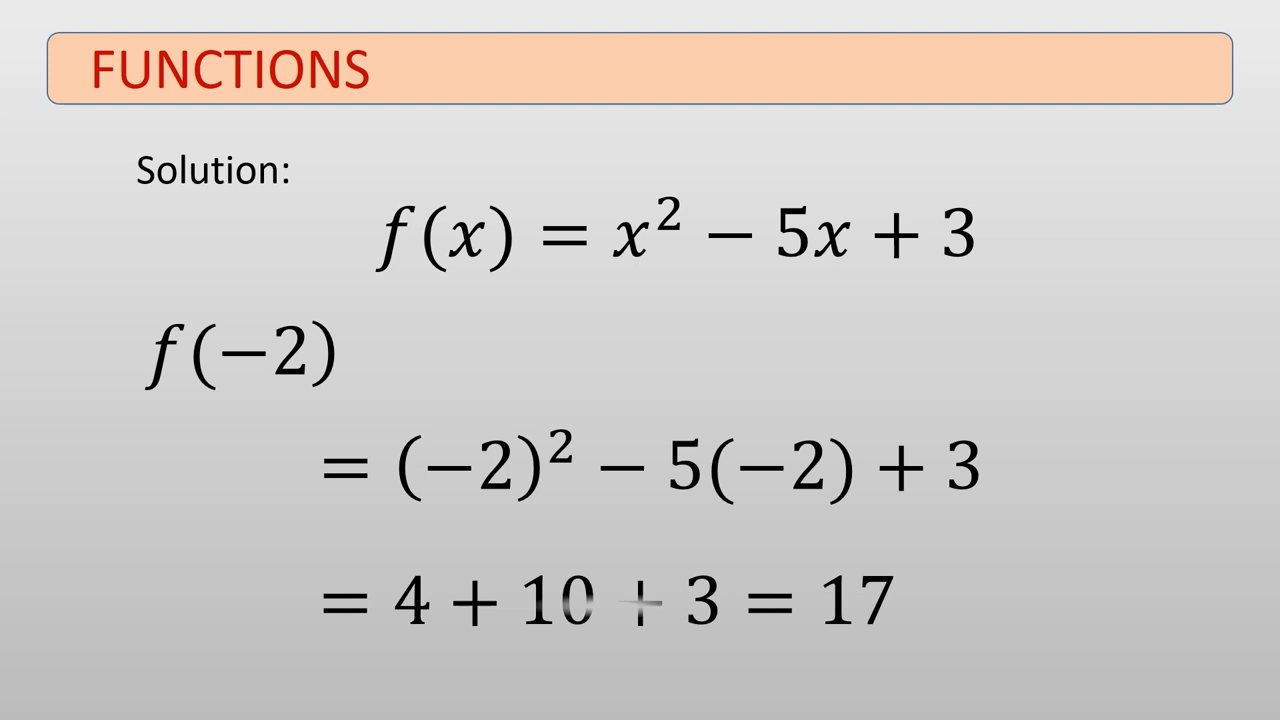 FUNCTIONS
Solution:
f(x) = x² − 5x + 3
f(−2)
= (−2)² − 5(−2) + 3
= 4 + 10 + 3 = 17